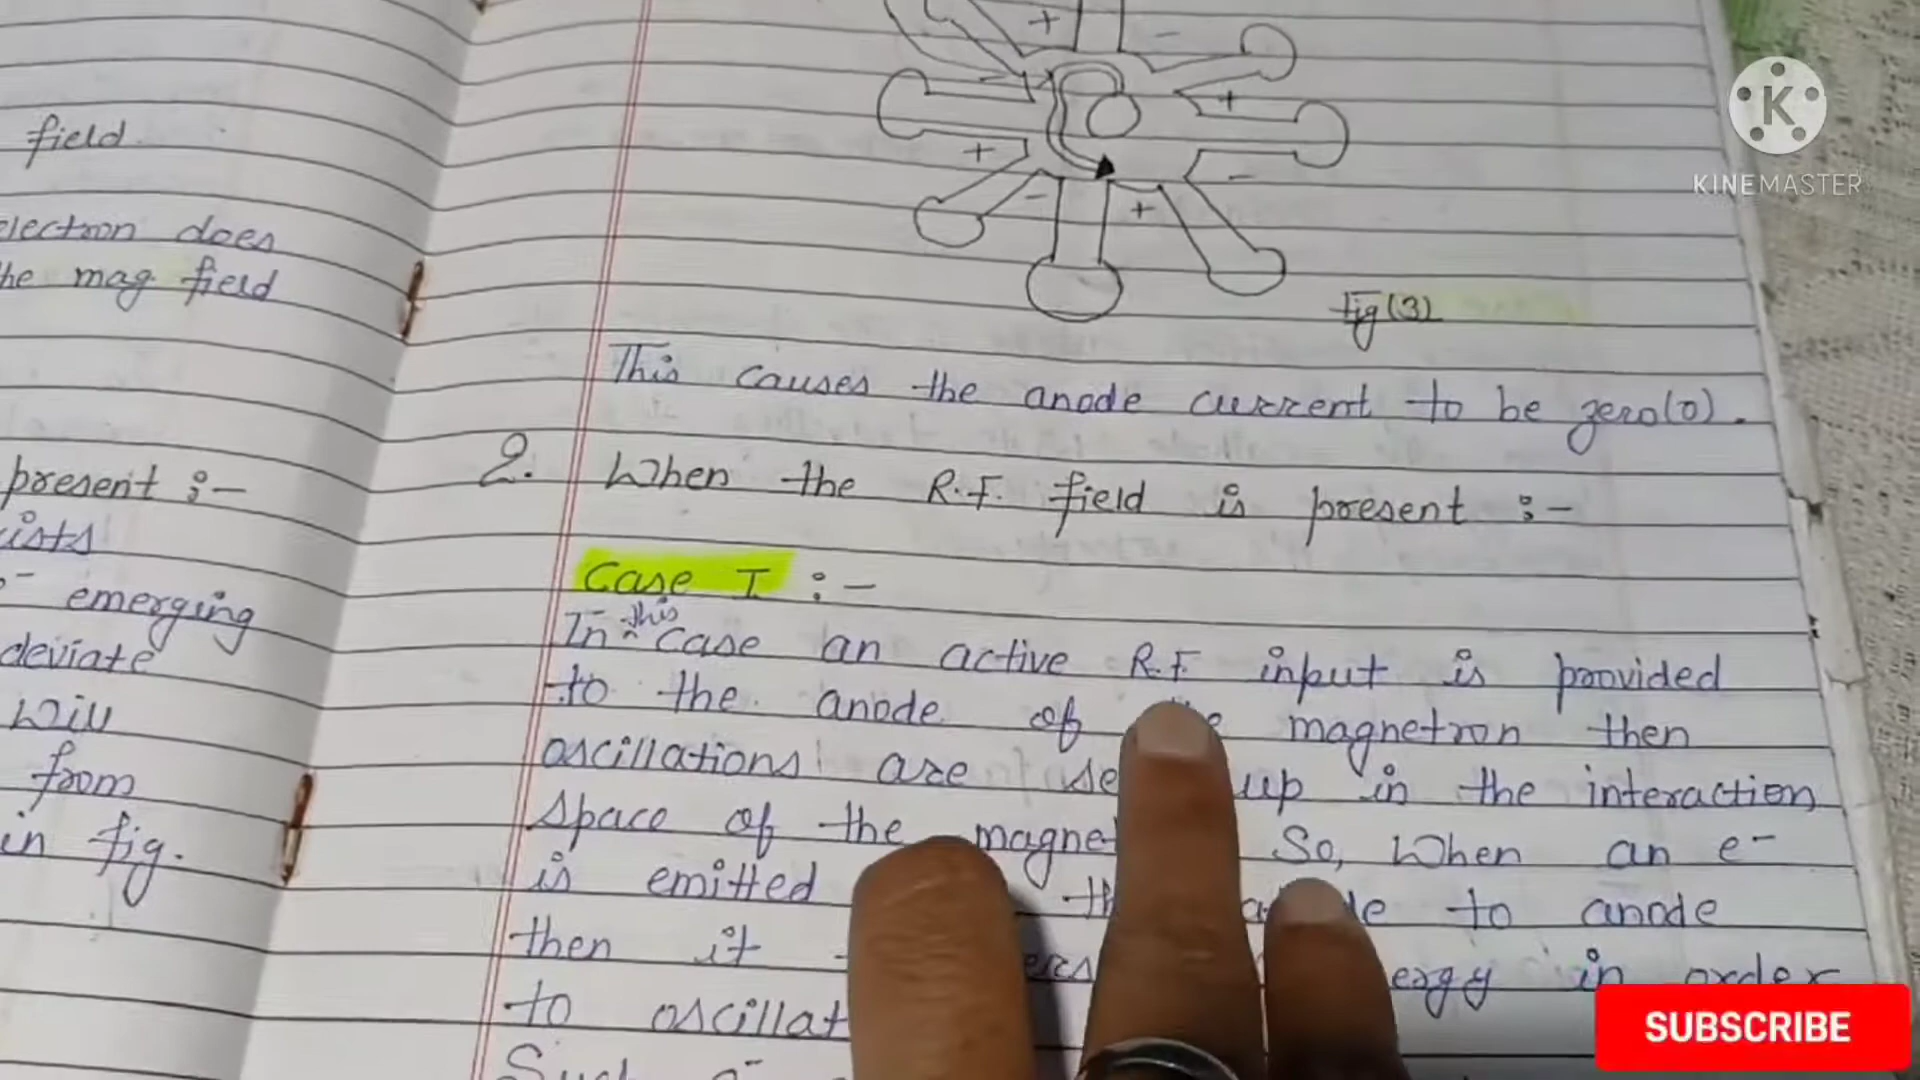 field
electron does
the mag. field
present :-
ists
e- emerging
deviate
will
from
in fig.
+
-
+
+
-
-
+
fig (3)
This causes the anode current to be zero(0).
2. When the R.F. field is present :-
Case I :-
In this case an active R.F. input is provided
to the anode of the magnetron then
oscillations are up in the interaction
space of the So, when an e-
is emitted to anode
then it in order
to
Such e-
K
KINEMASTER
SUBSCRIBE